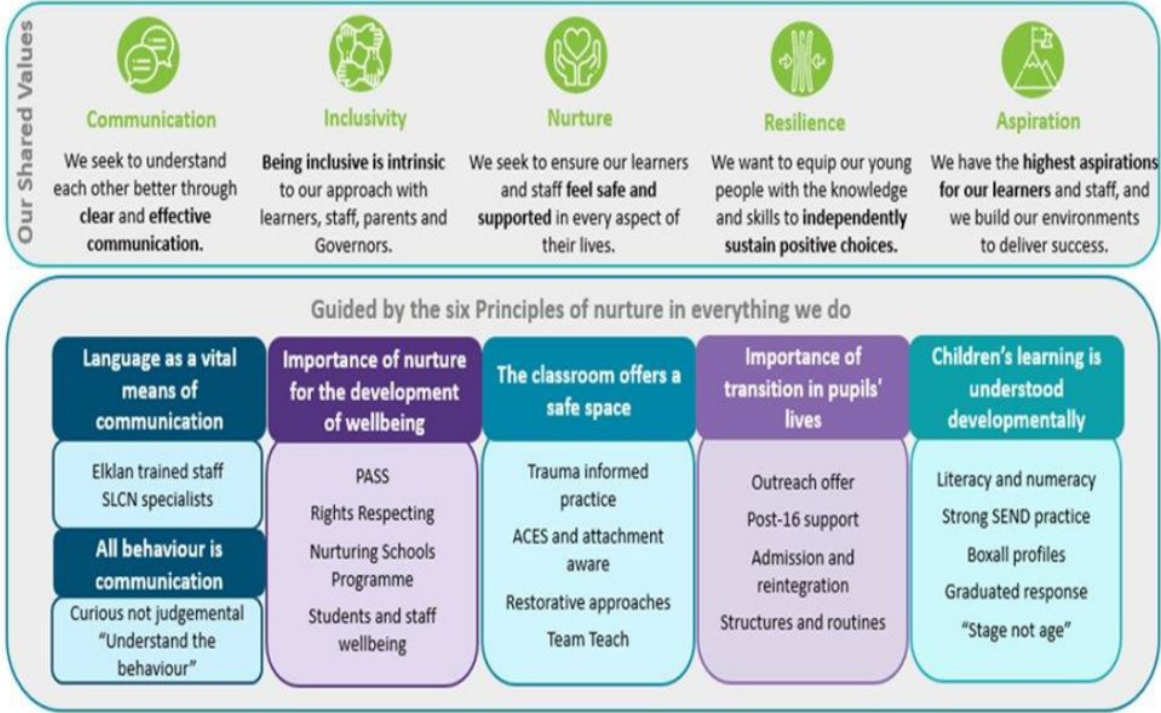 Our Shared Values
Communication
We seek to understand
each other better through
clear and effective
communication.
Inclusivity
Being inclusive is intrinsic
to our approach with
learners, staff, parents and
Governors.
Nurture
We seek to ensure our learners
and staff feel safe and
supported in every aspect of
their lives.
Resilience
We want to equip our young
people with the knowledge
and skills to independently
sustain positive choices.
Aspiration
We have the highest aspirations
for our learners and staff, and
we build our environments
to deliver success.
Guided by the six Principles of nurture in everything we do
Language as a vital
means of
communication
Elklan trained staff
SLCN specialists
All behaviour is
communication
Curious not judgemental
“Understand the
behaviour”
Importance of nurture
for the development
of wellbeing
PASS
Rights Respecting
Nurturing Schools
Programme
Students and staff
wellbeing
The classroom offers a
safe space
Trauma informed
practice
ACES and attachment
aware
Restorative approaches
Team Teach
Importance of
transition in pupils'
lives
Outreach offer
Post-16 support
Admission and
reintegration
Structures and routines
Children’s learning is
understood
developmentally
Literacy and numeracy
Strong SEND practice
Boxall profiles
Graduated response
“Stage not age”